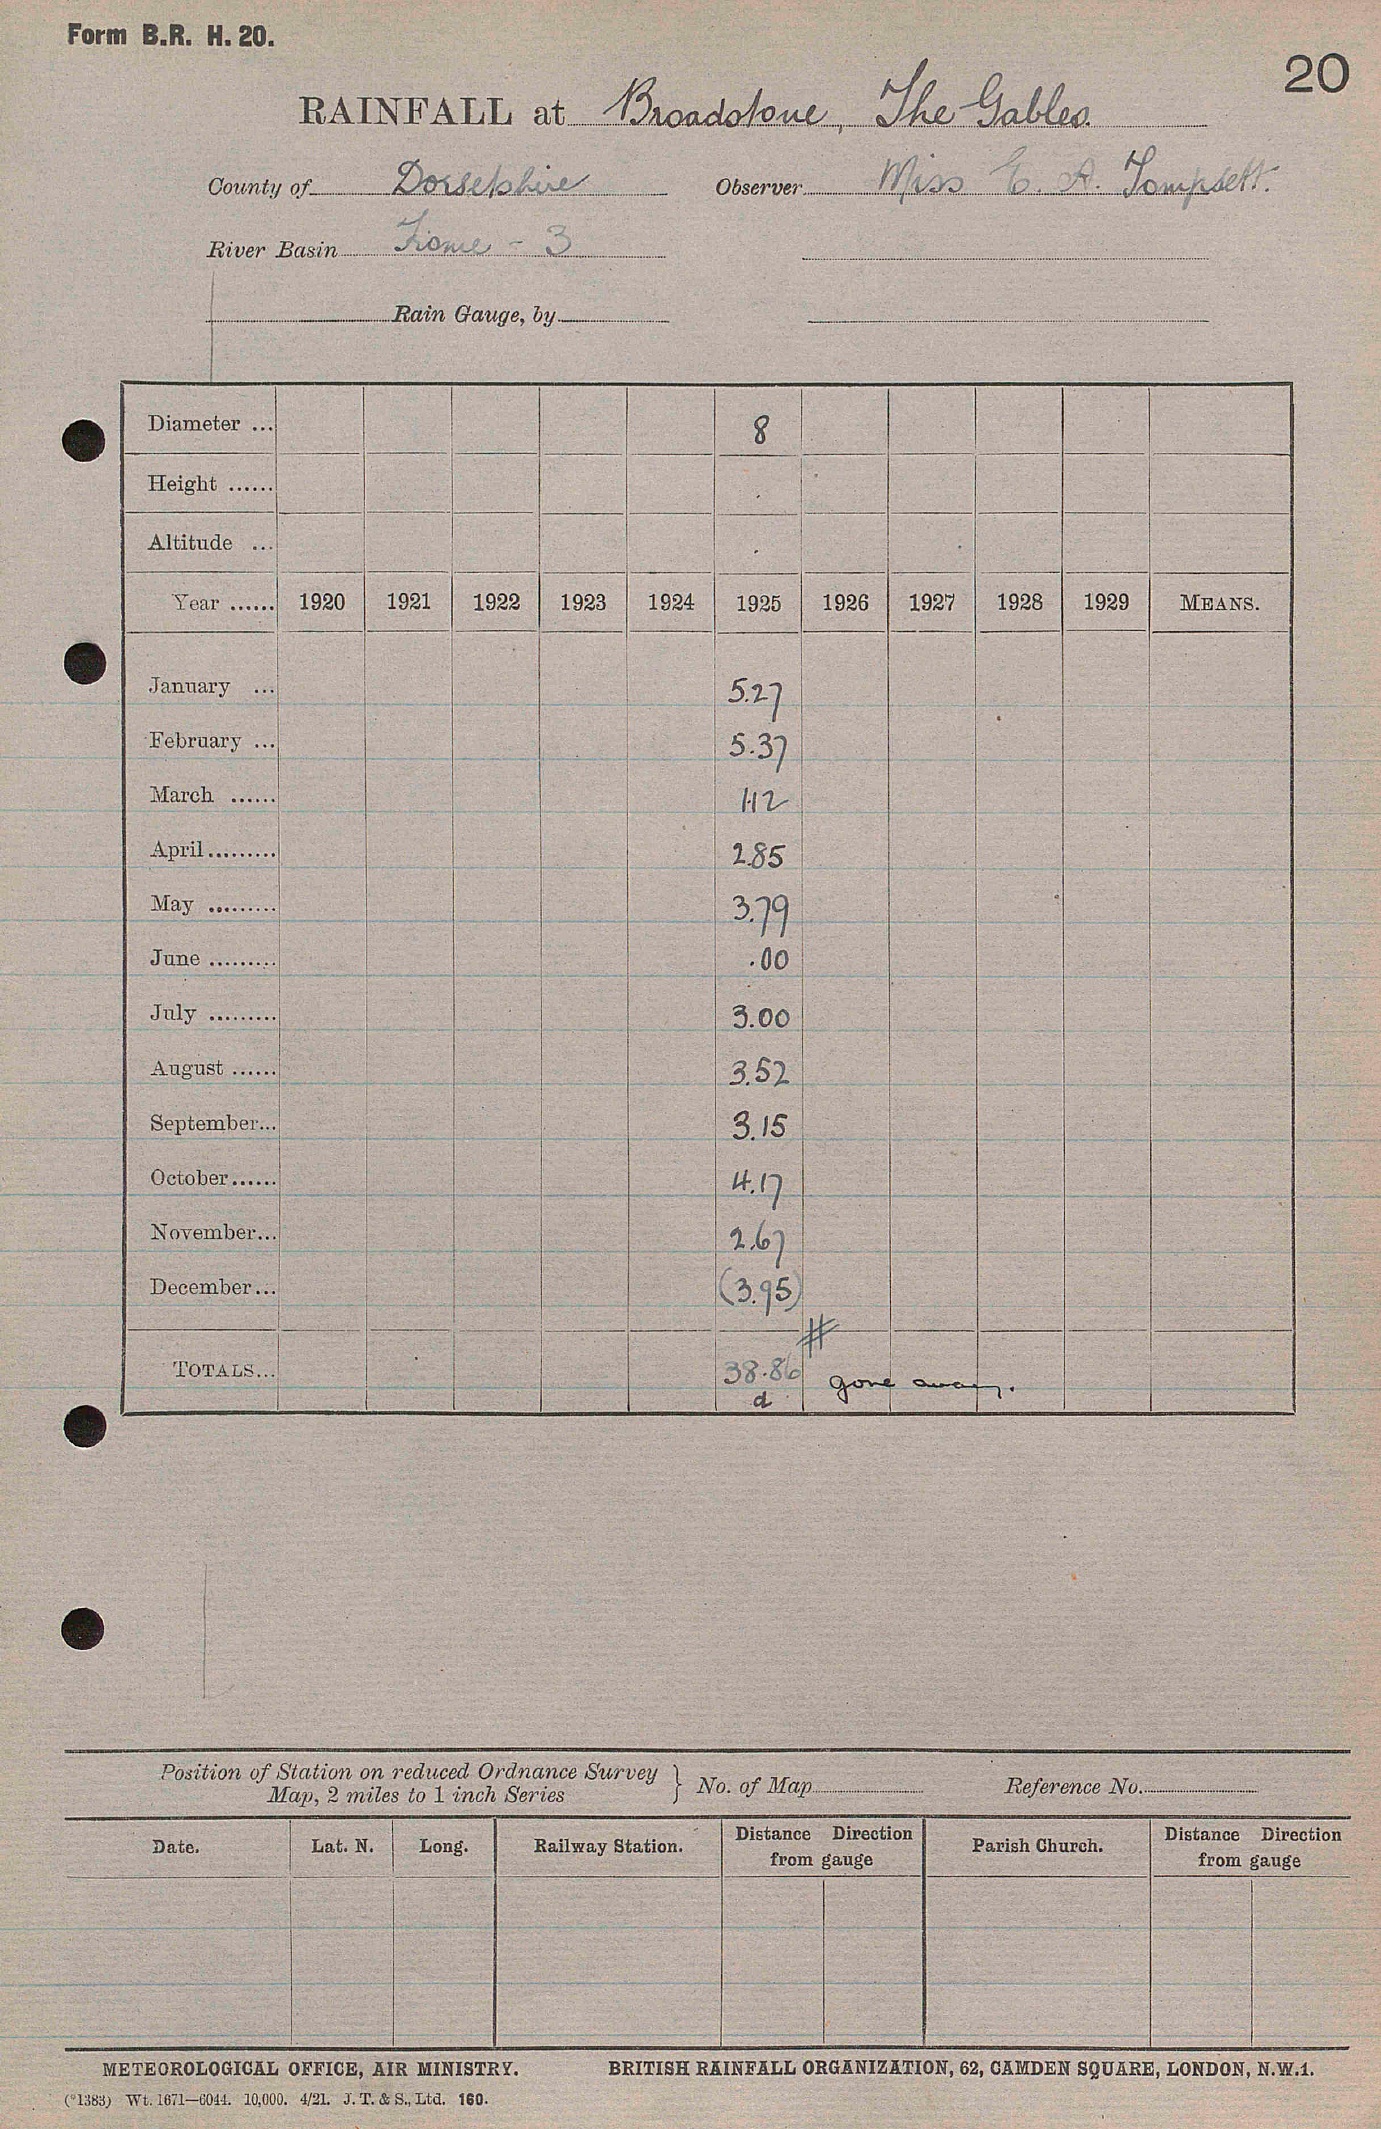 Form B.R. H. 20.
20
RAINFALL at Broadstone, The Gables.
County of Dorsetshire Observer Miss E. A. Tompsett.
River Basin Frome - 3
Rain Gauge, by
Diameter ... 8
Height ......
Altitude ...
Year ...... 1920 1921 1922 1923 1924 1925 1926 1927 1928 1929 MEANS.
January ... 5.27
February ... 5.37
March ...... 1.12
April ......... 2.85
May ......... 3.79
June ......... .00
July ......... 3.00
August ...... 3.52
September... 3.15
October...... 4.17
November... 2.67
December... (3.95)
#
TOTALS... 38.86 gone away.
d
Position of Station on reduced Ordnance Survey
Map, 2 miles to 1 inch Series } No. of Map Reference No.
Date. Lat. N. Long. Railway Station. Distance Direction from gauge Parish Church. Distance Direction from gauge
METEOROLOGICAL OFFICE, AIR MINISTRY. BRITISH RAINFALL ORGANIZATION, 62, CAMDEN SQUARE, LONDON, N.W.1.
(*1383) Wt. 1671—6044. 10,000. 4/21. J. T. & S., Ltd. 160.